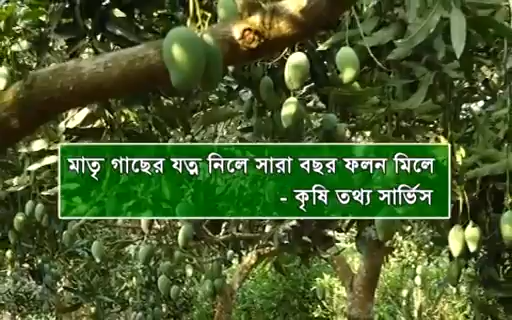 মাতৃ গাছের যত্ন নিলে সারা বছর ফলন মিলে
- কৃষি তথ্য সার্ভিস